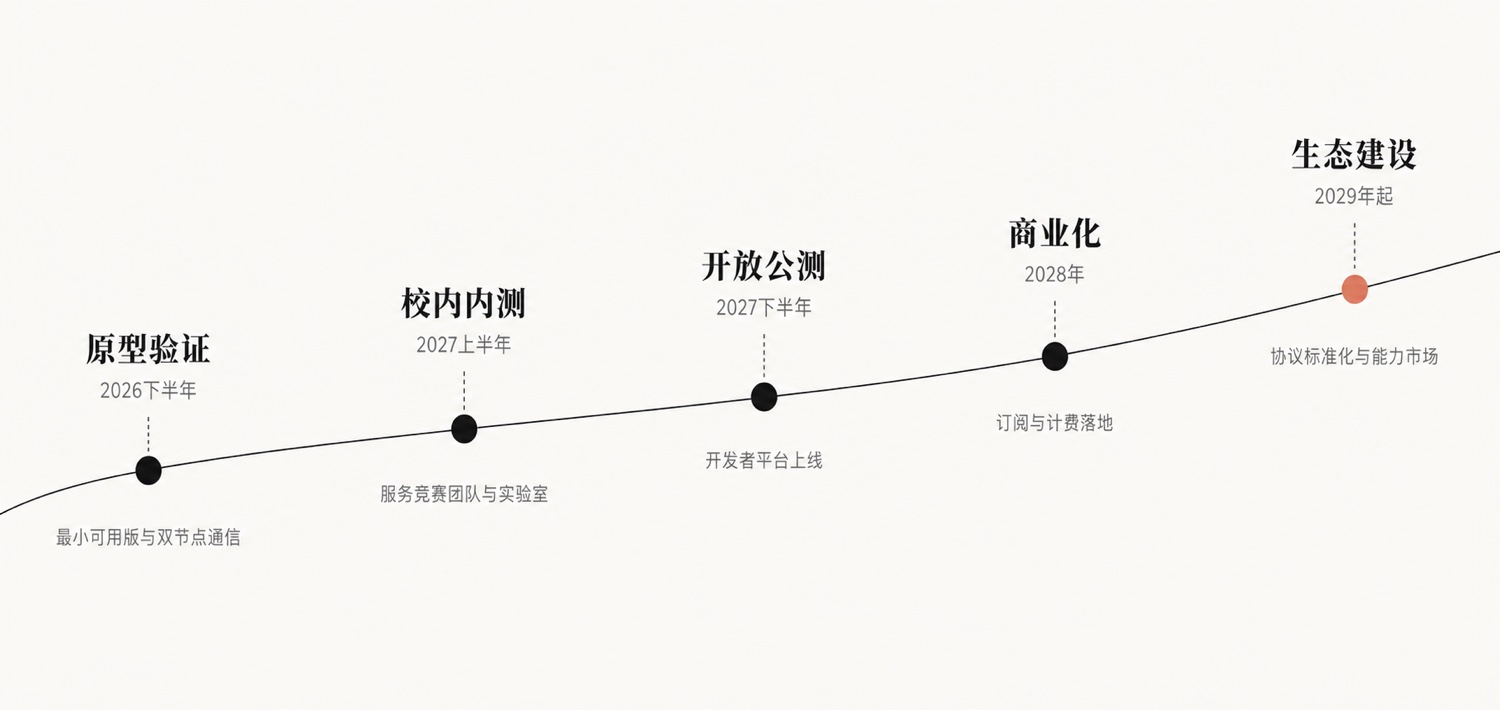 原型验证
2026下半年
最小可用版与双节点通信
校内内测
2027上半年
服务竞赛团队与实验室
开放公测
2027下半年
开发者平台上线
商业化
2028年
订阅与计费落地
生态建设
2029年起
协议标准化与能力市场